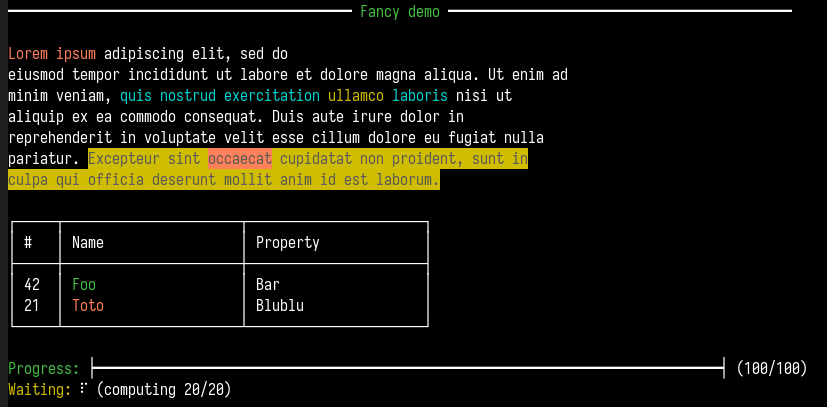 Fancy demo
Lorem ipsum adipiscing elit, sed do
eiusmod tempor incididunt ut labore et dolore magna aliqua. Ut enim ad
minim veniam, quis nostrud exercitation ullamco laboris nisi ut
aliquip ex ea commodo consequat. Duis aute irure dolor in
reprehenderit in voluptate velit esse cillum dolore eu fugiat nulla
pariatur. Excepteur sint occaecat cupidatat non proident, sunt in
culpa qui officia deserunt mollit anim id est laborum.
# Name Property
42 Foo Bar
21 Toto Blublu
Progress: (100/100)
Waiting: (computing 20/20)